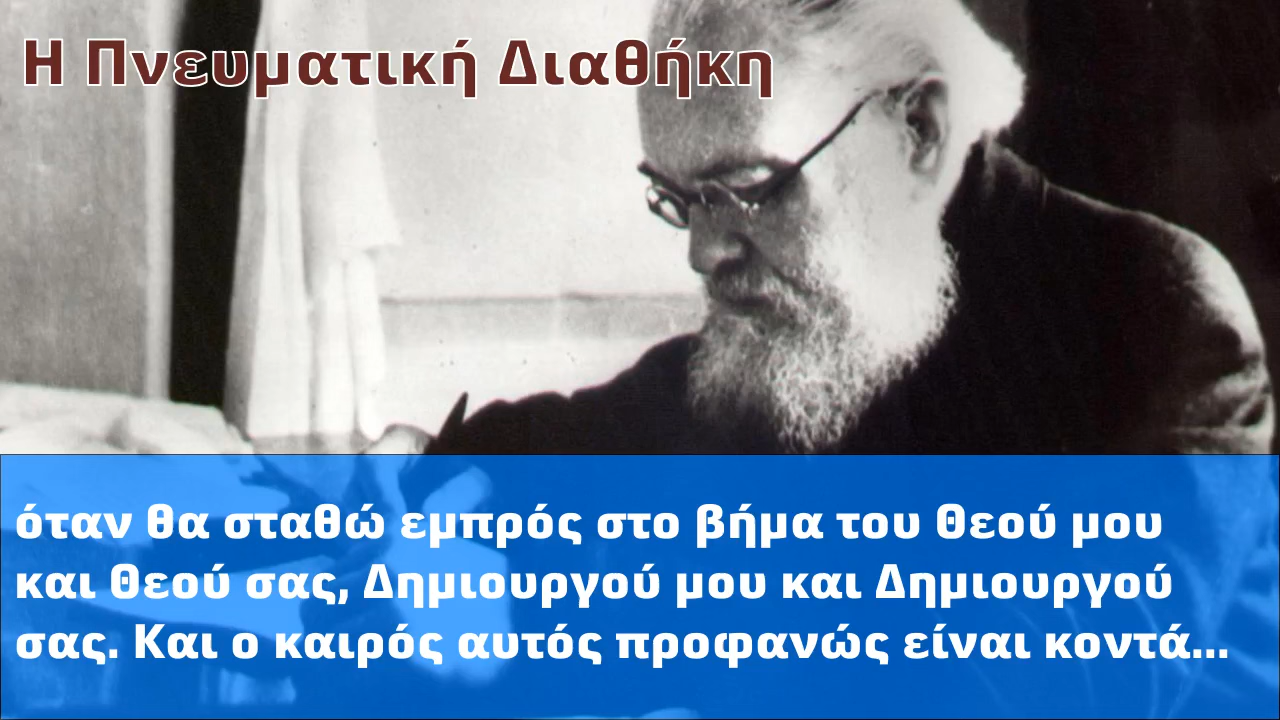 Η Πνευματική Διαθήκη
όταν θα σταθώ εμπρός στο βήμα του Θεού μου
και Θεού σας, Δημιουργού μου και Δημιουργού
σας. Και ο καιρός αυτός προφανώς είναι κοντά...